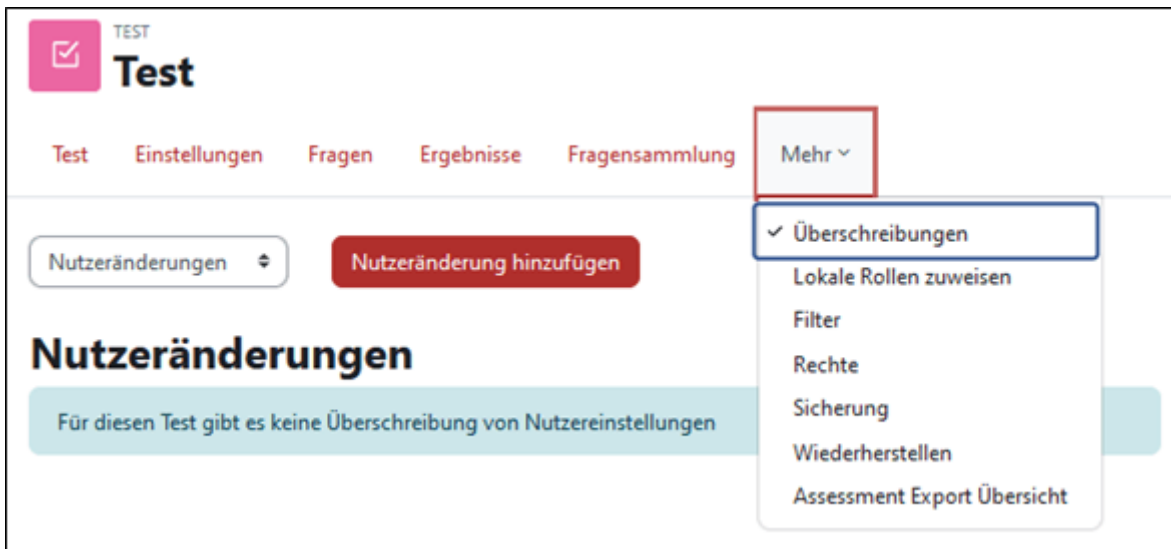 TEST
Test
Test Einstellungen Fragen Ergebnisse Fragensammlung Mehr
Nutzeränderungen Nutzeränderung hinzufügen
Überschreibungen
Lokale Rollen zuweisen
Filter
Rechte
Sicherung
Wiederherstellen
Assessment Export Übersicht
Nutzeränderungen
Für diesen Test gibt es keine Überschreibung von Nutzereinstellungen